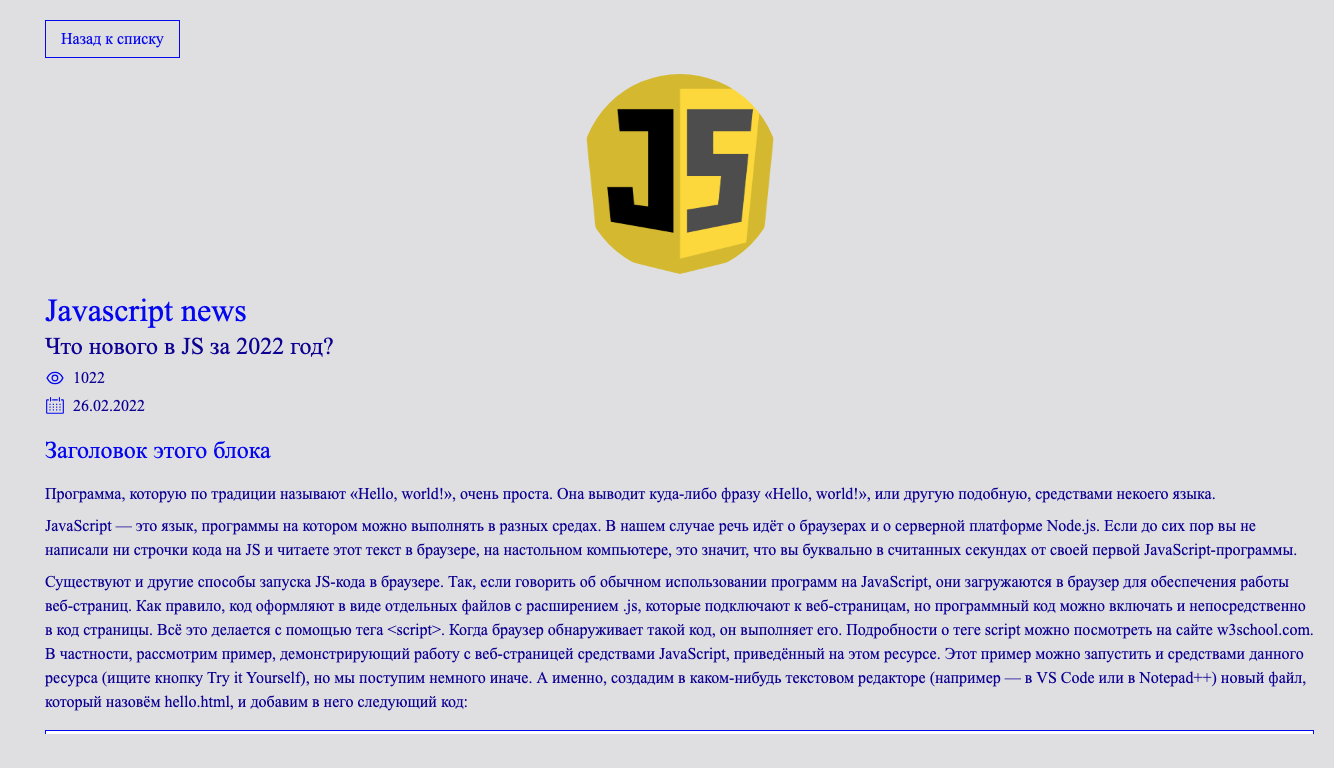 Назад к списку
JS
Javascript news
Что нового в JS за 2022 год?
1022
26.02.2022
Заголовок этого блока
Программа, которую по традиции называют «Hello, world!», очень проста. Она выводит куда-либо фразу «Hello, world!», или другую подобную, средствами некоего языка.
JavaScript — это язык, программы на котором можно выполнять в разных средах. В нашем случае речь идёт о браузерах и о серверной платформе Node.js. Если до сих пор вы не
написали ни строчки кода на JS и читаете этот текст в браузере, на настольном компьютере, это значит, что вы буквально в считанных секундах от своей первой JavaScript-программы.
Существуют и другие способы запуска JS-кода в браузере. Так, если говорить об обычном использовании программ на JavaScript, они загружаются в браузер для обеспечения работы
веб-страниц. Как правило, код оформляют в виде отдельных файлов с расширением .js, которые подключают к веб-страницам, но программный код можно включать и непосредственно
в код страницы. Всё это делается с помощью тега <script>. Когда браузер обнаруживает такой код, он выполняет его. Подробности о теге script можно посмотреть на сайте w3school.com.
В частности, рассмотрим пример, демонстрирующий работу с веб-страницей средствами JavaScript, приведённый на этом ресурсе. Этот пример можно запустить и средствами данного
ресурса (ищите кнопку Try it Yourself), но мы поступим немного иначе. А именно, создадим в каком-нибудь текстовом редакторе (например — в VS Code или в Notepad++) новый файл,
который назовём hello.html, и добавим в него следующий код: